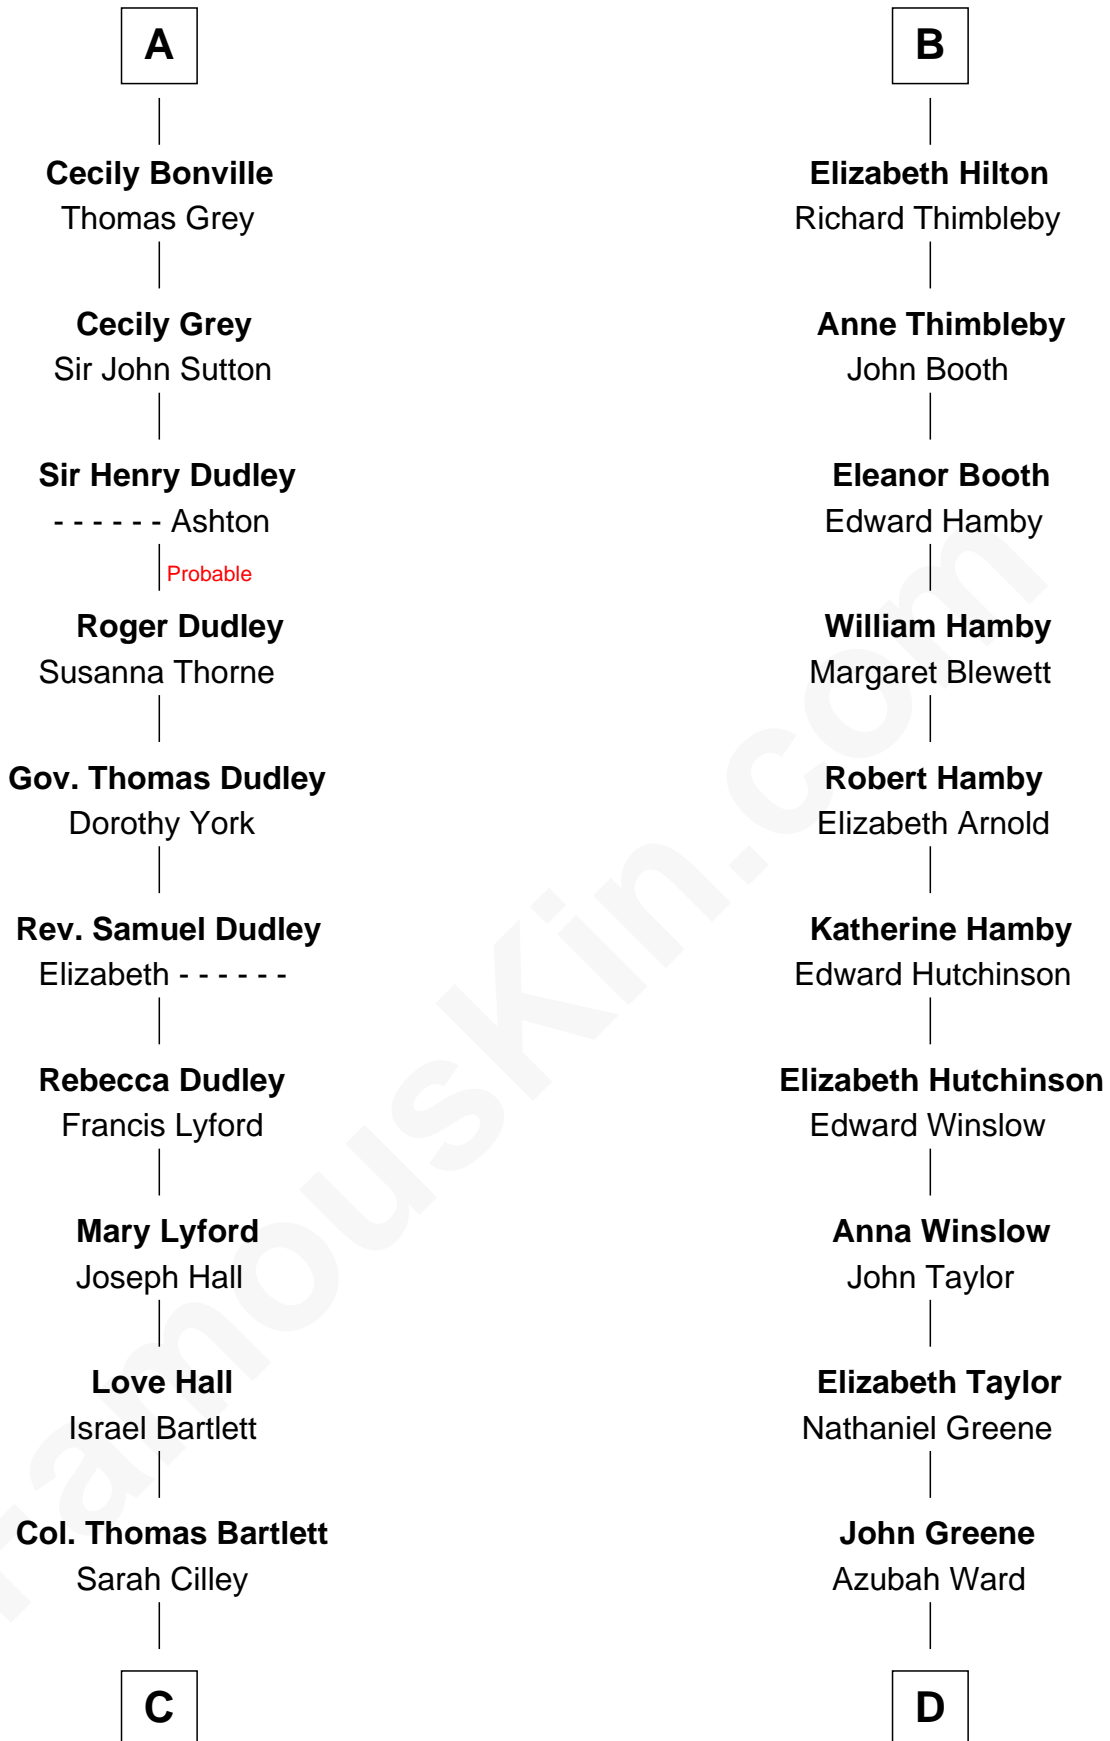 A
Cecily Bonville
Thomas Grey
Cecily Grey
Sir John Sutton
Sir Henry Dudley
- - - - - - Ashton
Probable
Roger Dudley
Susanna Thorne
Gov. Thomas Dudley
Dorothy York
Rev. Samuel Dudley
Elizabeth - - - - - -
Rebecca Dudley
Francis Lyford
Mary Lyford
Joseph Hall
Love Hall
Israel Bartlett
Col. Thomas Bartlett
Sarah Cilley
C
B
Elizabeth Hilton
Richard Thimbleby
Anne Thimbleby
John Booth
Eleanor Booth
Edward Hamby
William Hamby
Margaret Blewett
Robert Hamby
Elizabeth Arnold
Katherine Hamby
Edward Hutchinson
Elizabeth Hutchinson
Edward Winslow
Anna Winslow
John Taylor
Elizabeth Taylor
Nathaniel Greene
John Greene
Azubah Ward
D
FamousKin.com